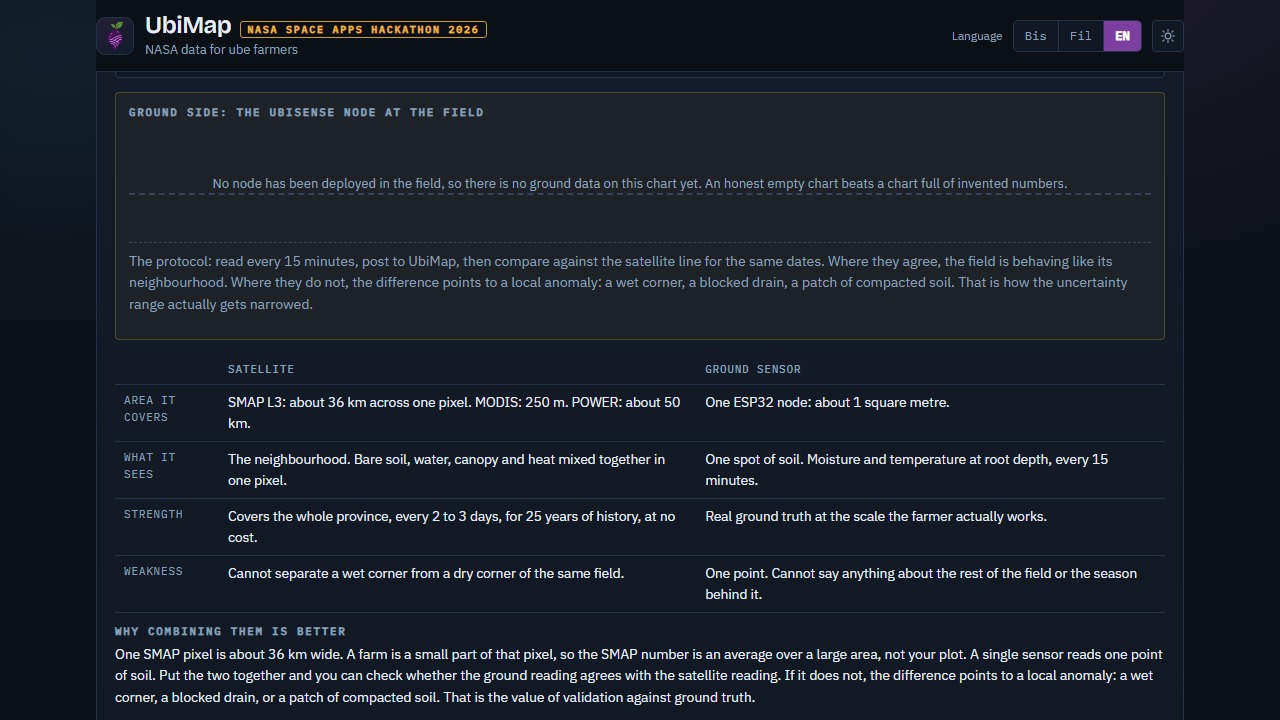 UbiMap NASA SPACE APPS HACKATHON 2026
NASA data for ube farmers
Language Bis Fil EN
GROUND SIDE: THE UBISENSE NODE AT THE FIELD
No node has been deployed in the field, so there is no ground data on this chart yet. An honest empty chart beats a chart full of invented numbers.
The protocol: read every 15 minutes, post to UbiMap, then compare against the satellite line for the same dates. Where they agree, the field is behaving like its
neighbourhood. Where they do not, the difference points to a local anomaly: a wet corner, a blocked drain, a patch of compacted soil. That is how the uncertainty
range actually gets narrowed.
SATELLITE GROUND SENSOR
AREA IT COVERS
SMAP L3: about 36 km across one pixel. MODIS: 250 m. POWER: about 50
km.
One ESP32 node: about 1 square metre.
WHAT IT SEES
The neighbourhood. Bare soil, water, canopy and heat mixed together in
one pixel.
One spot of soil. Moisture and temperature at root depth, every 15
minutes.
STRENGTH
Covers the whole province, every 2 to 3 days, for 25 years of history, at no
cost.
Real ground truth at the scale the farmer actually works.
WEAKNESS
Cannot separate a wet corner from a dry corner of the same field.
One point. Cannot say anything about the rest of the field or the season
behind it.
WHY COMBINING THEM IS BETTER
One SMAP pixel is about 36 km wide. A farm is a small part of that pixel, so the SMAP number is an average over a large area, not your plot. A single sensor reads one point
of soil. Put the two together and you can check whether the ground reading agrees with the satellite reading. If it does not, the difference points to a local anomaly: a wet
corner, a blocked drain, or a patch of compacted soil. That is the value of validation against ground truth.